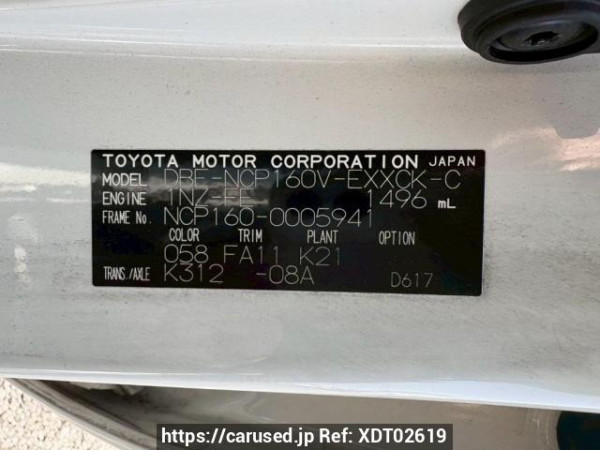 TOYOTA MOTOR CORPORATION JAPAN
MODEL DBE-NCP160V-EXXCK-C
ENGINE 1NZ-FE 1496 mL
FRAME No. NCP160-0005941
COLOR TRIM PLANT OPTION
058 FA11 K21
TRANS./AXLE K312 -08A D617
https://carused.jp Ref: XDT02619